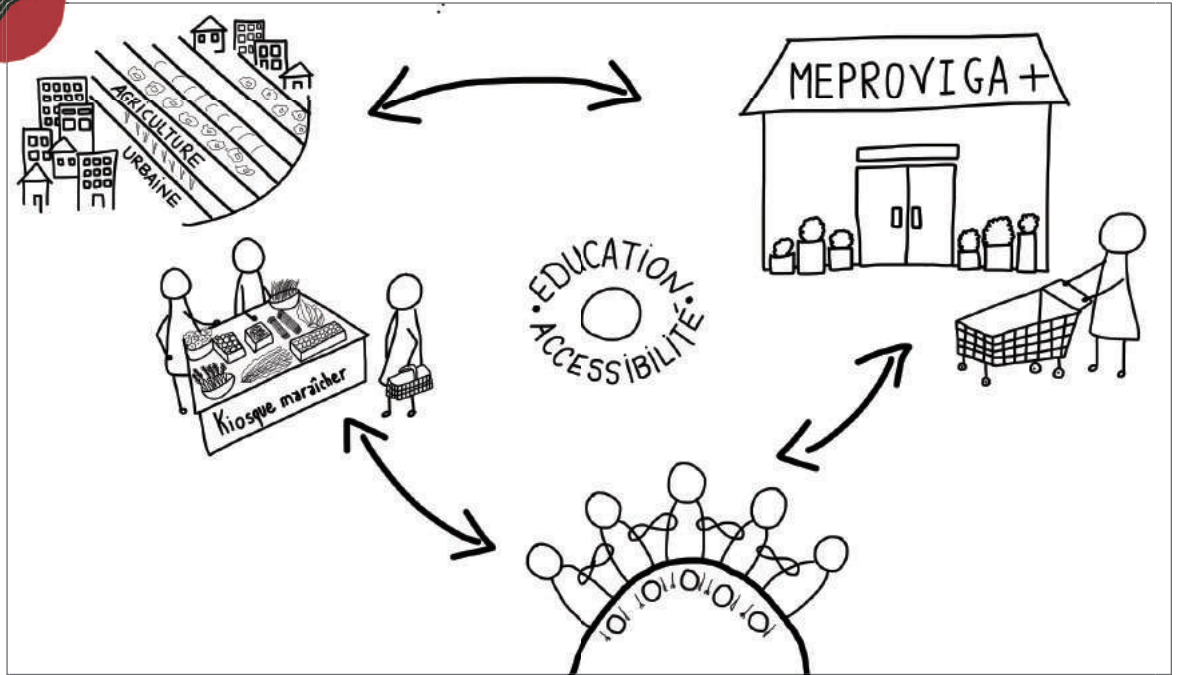 AGRICULTURE
URBAINE
MEPROVIGA+
• EDUCATION •
ACCESSIBILITÉ
Kiosque maraîcher